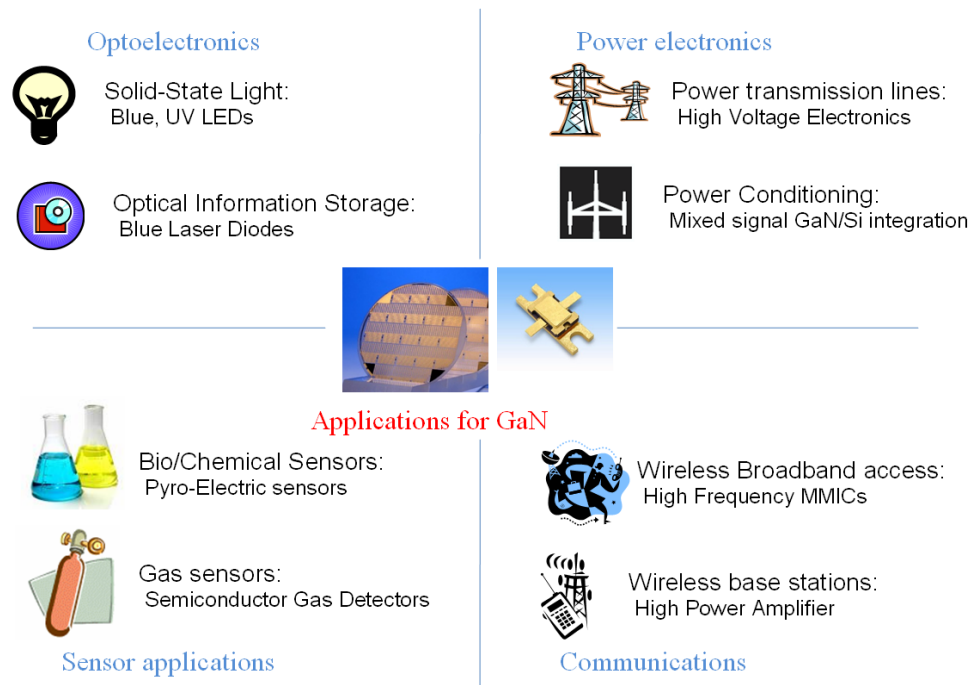 Optoelectronics
Solid-State Light:
Blue, UV LEDs
Optical Information Storage:
Blue Laser Diodes
Power electronics
Power transmission lines:
High Voltage Electronics
Power Conditioning:
Mixed signal GaN/Si integration
Applications for GaN
Bio/Chemical Sensors:
Pyro-Electric sensors
Gas sensors:
Semiconductor Gas Detectors
Sensor applications
Wireless Broadband access:
High Frequency MMICs
Wireless base stations:
High Power Amplifier
Communications